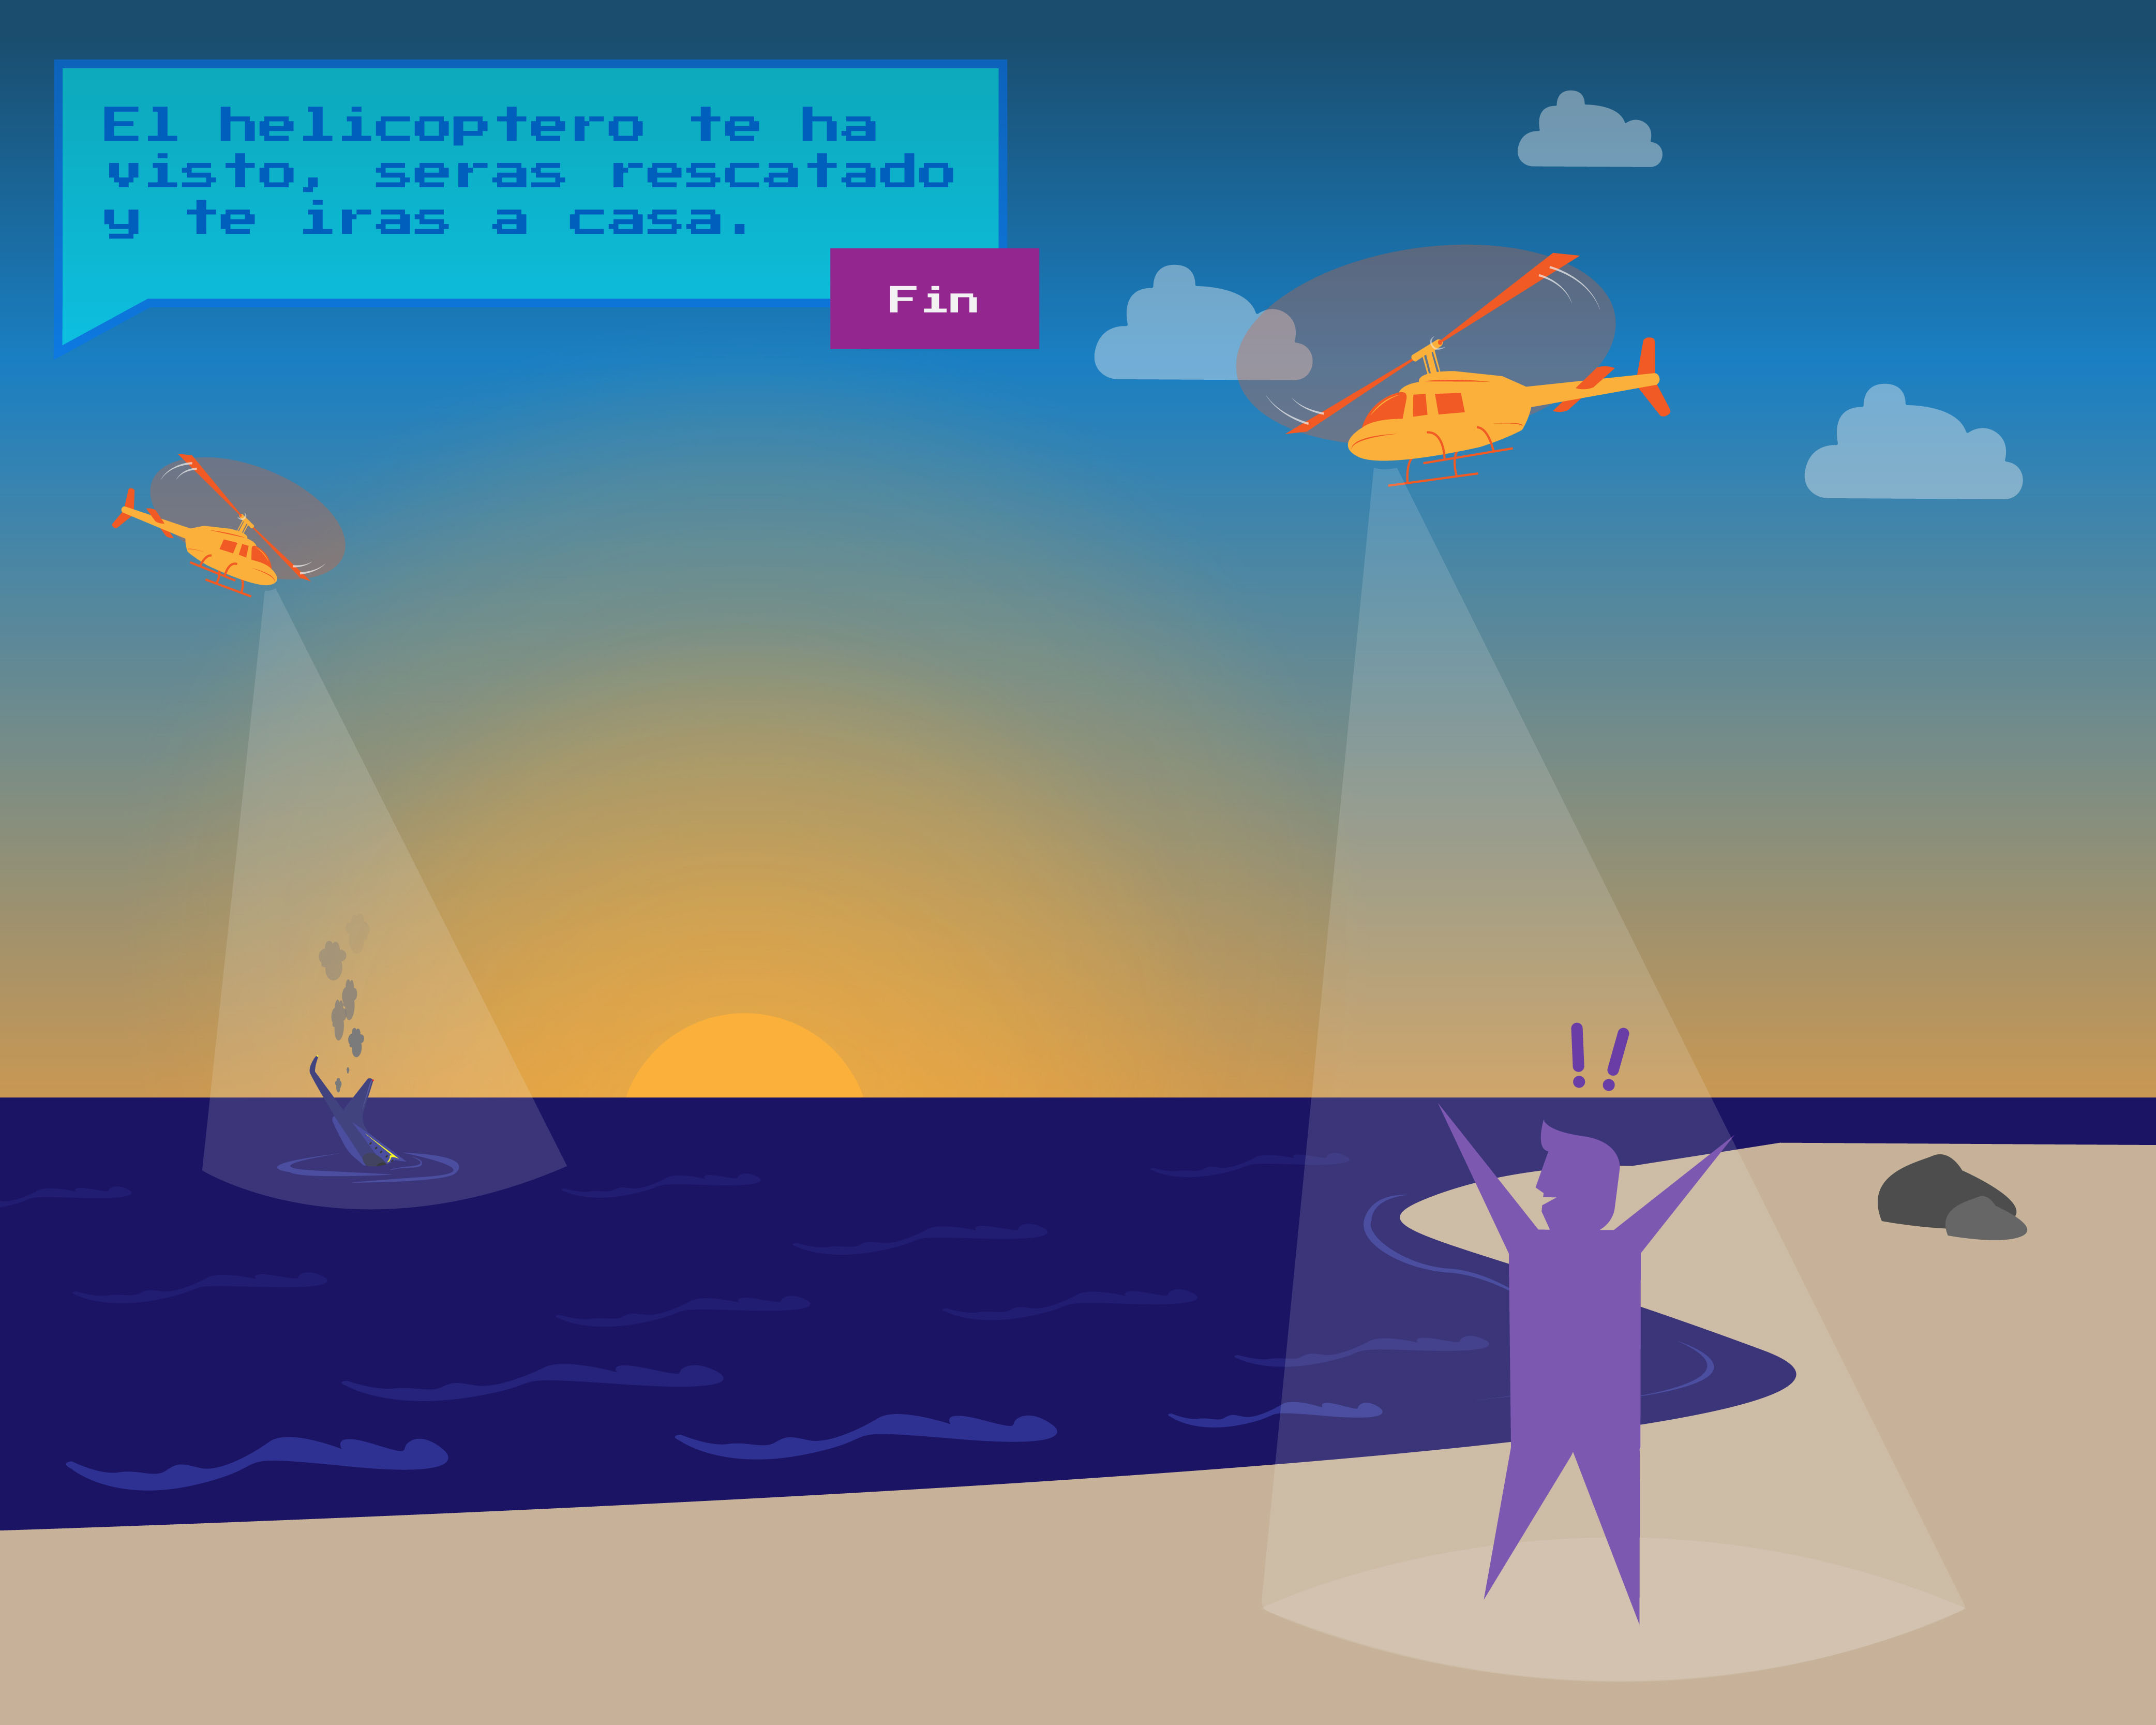 El helicoptero te ha
visto, seras rescatado
y te iras a casa.
Fin
!!